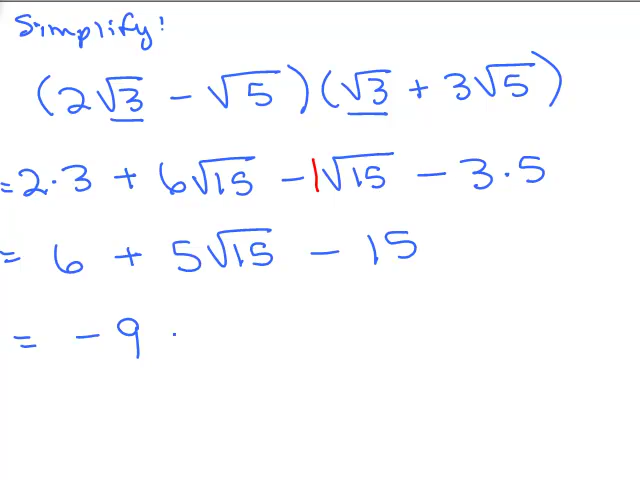 Simplify:
(2√3 - √5)(√3 + 3√5)
=2·3 + 6√15 -1√15 - 3·5
= 6 + 5√15 - 15
= -9